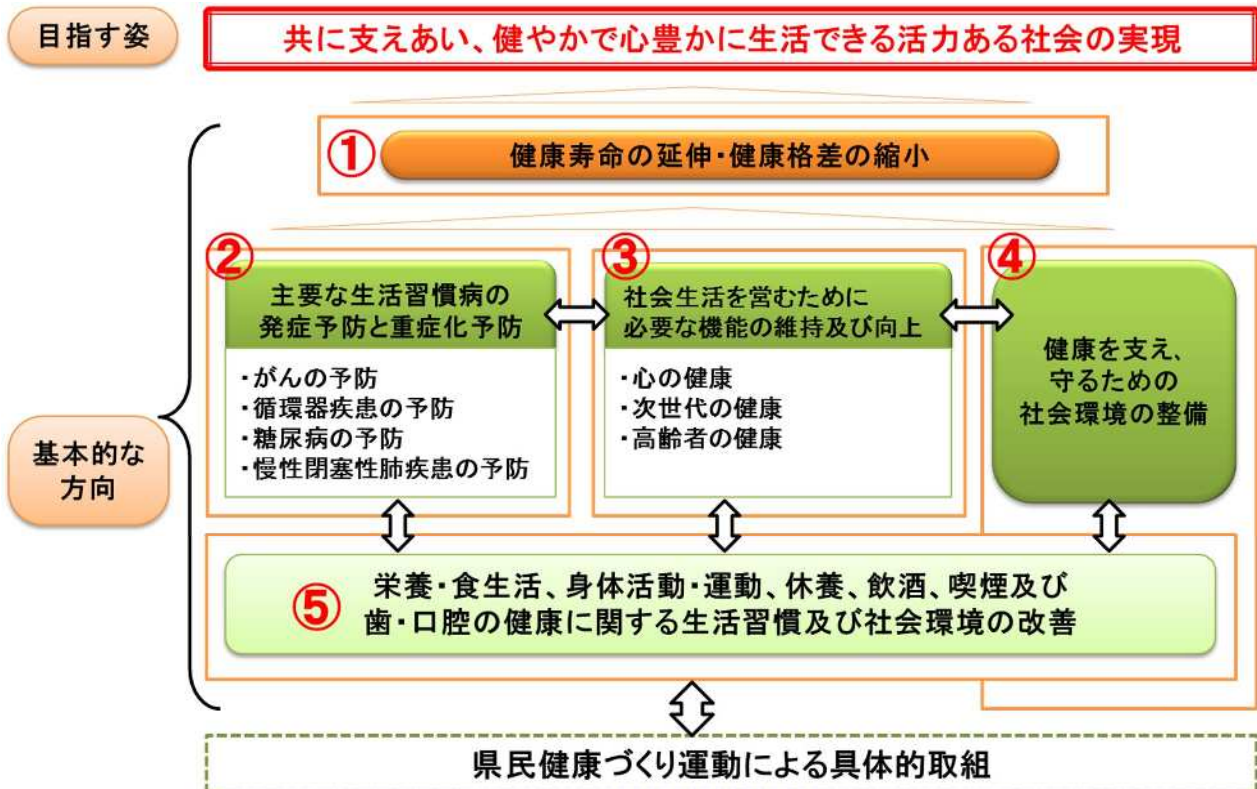 目指す姿
共に支えあい、健やかで心豊かに生活できる活力ある社会の実現
基本的な
方向
①
健康寿命の延伸・健康格差の縮小
②
主要な生活習慣病の
発症予防と重症化予防
・がんの予防
・循環器疾患の予防
・糖尿病の予防
・慢性閉塞性肺疾患の予防
③
社会生活を営むために
必要な機能の維持及び向上
・心の健康
・次世代の健康
・高齢者の健康
④
健康を支え、
守るための
社会環境の整備
⑤
栄養・食生活、身体活動・運動、休養、飲酒、喫煙及び
歯・口腔の健康に関する生活習慣及び社会環境の改善
県民健康づくり運動による具体的取組